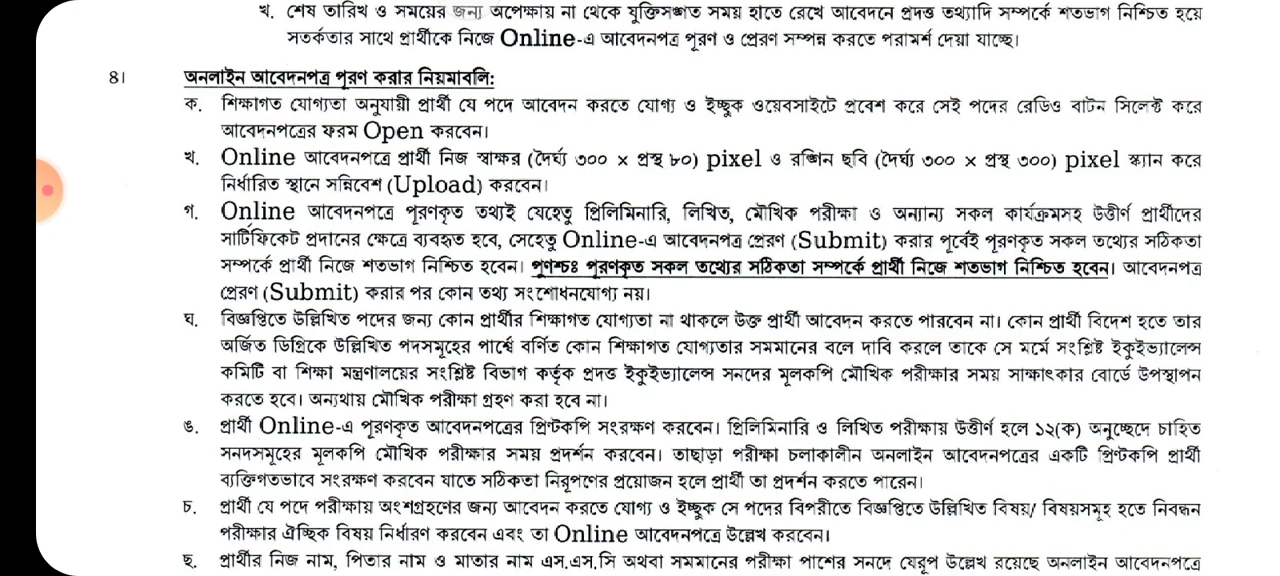 খ. শেষ তারিখ ও সময়ের জন্য অপেক্ষায় না থেকে যুক্তিসঙ্গত সময় হাতে রেখে আবেদনে প্রদত্ত তথ্যাদি সম্পর্কে শতভাগ নিশ্চিত হয়ে
সতর্কতার সাথে প্রার্থীকে নিজে Online-এ আবেদনপত্র পূরণ ও প্রেরণ সম্পন্ন করতে পরামর্শ দেয়া যাচ্ছে।
৪। অনলাইন আবেদনপত্র পূরণ করার নিয়মাবলি:
ক. শিক্ষাগত যোগ্যতা অনুযায়ী প্রার্থী যে পদে আবেদন করতে যোগ্য ও ইচ্ছুক ওয়েবসাইটে প্রবেশ করে সেই পদের রেডিও বাটন সিলেক্ট করে
আবেদনপত্রের ফরম Open করবেন।
খ. Online আবেদনপত্রে প্রার্থী নিজ স্বাক্ষর (দৈর্ঘ্য ৩০০ × প্রস্থ ৮০) pixel ও রঙ্গিন ছবি (দৈর্ঘ্য ৩০০ × প্রস্থ ৩০০) pixel স্ক্যান করে
নির্ধারিত স্থানে সন্নিবেশ (Upload) করবেন।
গ. Online আবেদনপত্রে পূরণকৃত তথ্যই যেহেতু প্রিলিমিনারি, লিখিত, মৌখিক পরীক্ষা ও অন্যান্য সকল কার্যক্রমসহ উত্তীর্ণ প্রার্থীদের
সার্টিফিকেট প্রদানের ক্ষেত্রে ব্যবহৃত হবে, সেহেতু Online-এ আবেদনপত্র প্রেরণ (Submit) করার পূর্বেই পূরণকৃত সকল তথ্যের সঠিকতা
সম্পর্কে প্রার্থী নিজে শতভাগ নিশ্চিত হবেন। পুণশ্চঃ পূরণকৃত সকল তথ্যের সঠিকতা সম্পর্কে প্রার্থী নিজে শতভাগ নিশ্চিত হবেন। আবেদনপত্র
প্রেরণ (Submit) করার পর কোন তথ্য সংশোধনযোগ্য নয়।
ঘ. বিজ্ঞপ্তিতে উল্লিখিত পদের জন্য কোন প্রার্থীর শিক্ষাগত যোগ্যতা না থাকলে উক্ত প্রার্থী আবেদন করতে পারবেন না। কোন প্রার্থী বিদেশ হতে তার
অর্জিত ডিগ্রিকে উল্লিখিত পদসমূহের পার্শ্বে বর্ণিত কোন শিক্ষাগত যোগ্যতার সমমানের বলে দাবি করলে তাকে সে মর্মে সংশ্লিষ্ট ইকুইভ্যালেন্স
কমিটি বা শিক্ষা মন্ত্রণালয়ের সংশ্লিষ্ট বিভাগ কর্তৃক প্রদত্ত ইকুইভ্যালেন্স সনদের মূলকপি মৌখিক পরীক্ষার সময় সাক্ষাৎকার বোর্ডে উপস্থাপন
করতে হবে। অন্যথায় মৌখিক পরীক্ষা গ্রহণ করা হবে না।
ঙ. প্রার্থী Online-এ পূরণকৃত আবেদনপত্রের প্রিন্টকপি সংরক্ষণ করবেন। প্রিলিমিনারি ও লিখিত পরীক্ষায় উত্তীর্ণ হলে ১২(ক) অনুচ্ছেদে চাহিত
সনদসমূহের মূলকপি মৌখিক পরীক্ষার সময় প্রদর্শন করবেন। তাছাড়া পরীক্ষা চলাকালীন অনলাইন আবেদনপত্রের একটি প্রিন্টকপি প্রার্থী
ব্যক্তিগতভাবে সংরক্ষণ করবেন যাতে সঠিকতা নিরূপণের প্রয়োজন হলে প্রার্থী তা প্রদর্শন করতে পারেন।
চ. প্রার্থী যে পদে পরীক্ষায় অংশগ্রহণের জন্য আবেদন করতে যোগ্য ও ইচ্ছুক সে পদের বিপরীতে বিজ্ঞপ্তিতে উল্লিখিত বিষয়/ বিষয়সমূহ হতে নিবন্ধন
পরীক্ষার ঐচ্ছিক বিষয় নির্ধারণ করবেন এবং তা Online আবেদনপত্রে উল্লেখ করবেন।
ছ. প্রার্থীর নিজ নাম, পিতার নাম ও মাতার নাম এস.এস.সি অথবা সমমানের পরীক্ষা পাশের সনদে যেরূপ উল্লেখ রয়েছে অনলাইন আবেদনপত্রে